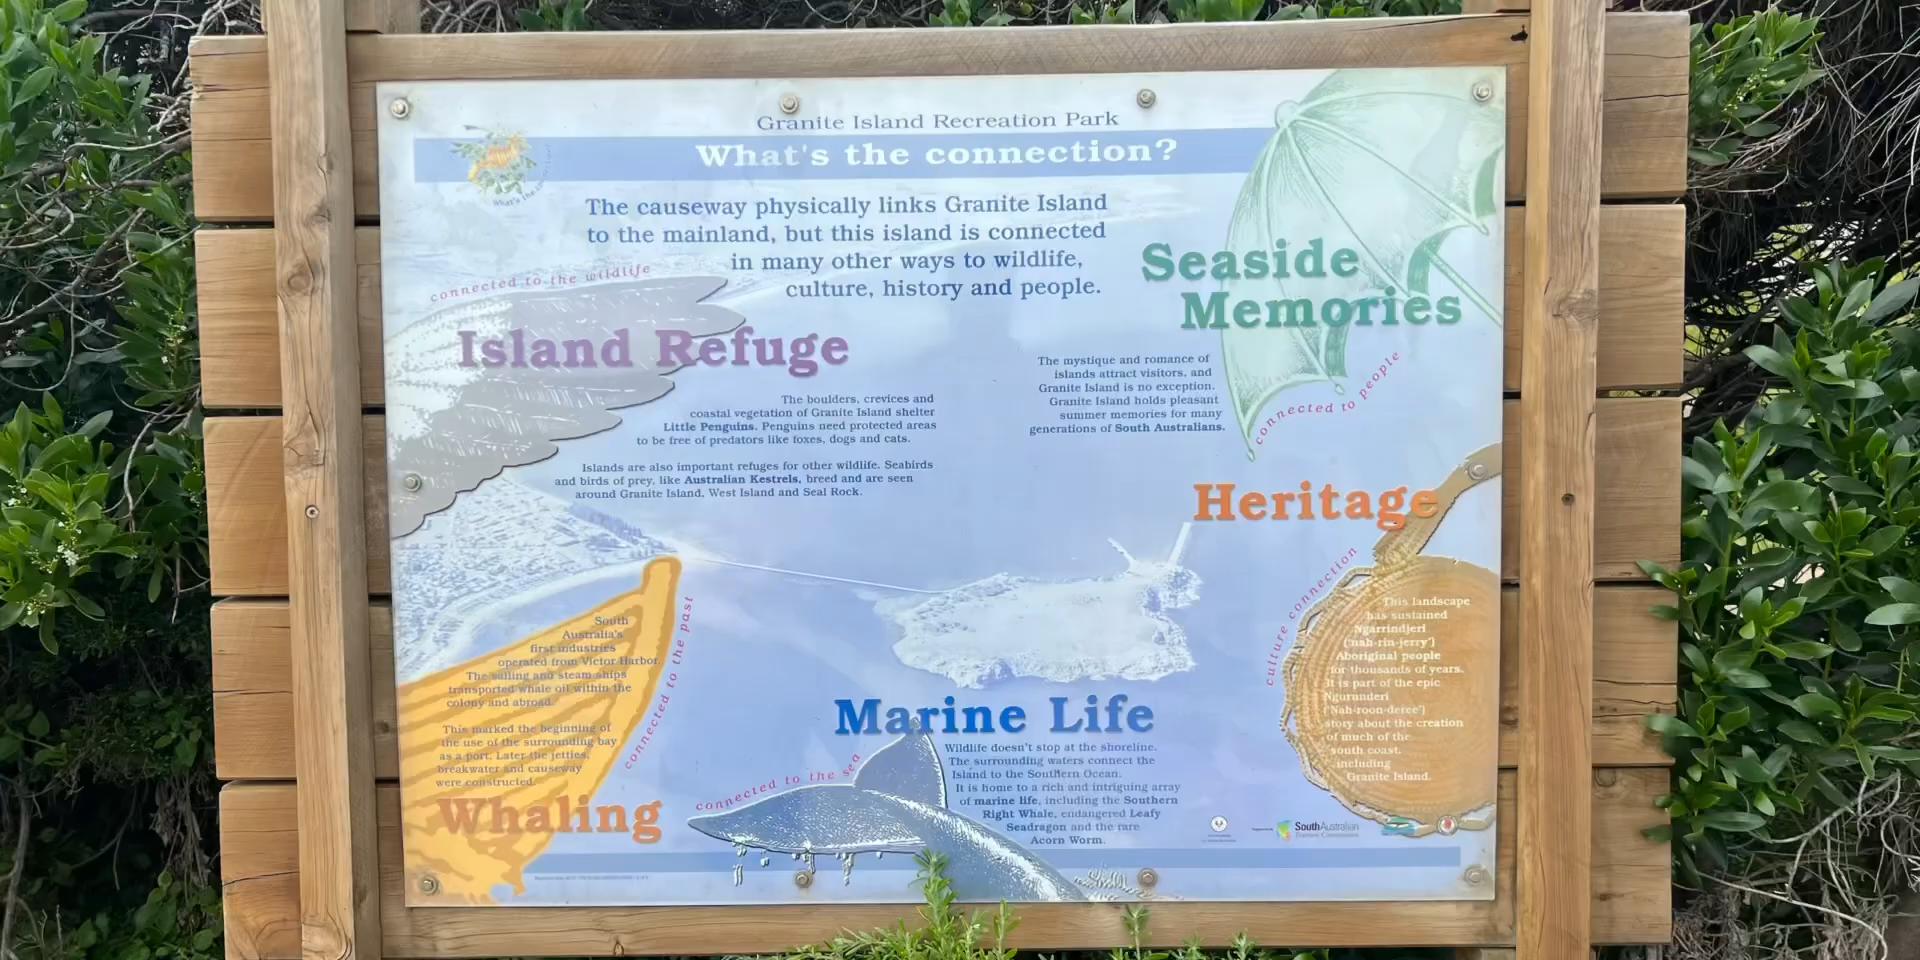 Granite Island Recreation Park
What's the connection?
What's the
The causeway physically links Granite Island
to the mainland, but this island is connected
in many other ways to wildlife,
culture, history and people.
connected to the wildlife
Island Refuge
The boulders, crevices and
coastal vegetation of Granite Island shelter
Little Penguins. Penguins need protected areas
to be free of predators like foxes, dogs and cats.
Islands are also important refuges for other wildlife. Seabirds
and birds of prey, like Australian Kestrels, breed and are seen
around Granite Island, West Island and Seal Rock.
Seaside
Memories
The mystique and romance of
islands attract visitors, and
Granite Island is no exception.
Granite Island holds pleasant
summer memories for many
generations of South Australians.
connected to people
Heritage
culture connection
This landscape
has sustained
Ngarrindjeri
('nah-rin-jerry')
Aboriginal people
for thousands of years.
It is part of the epic
Ngurunderi
('Nah-roon-deree')
story about the creation
of much of the
south coast,
including
Granite Island.
South
Australia's
first industries
operated from Victor Harbor.
The sailing and steam ships
transported whale oil within the
colony and abroad.
This marked the beginning of
the use of the surrounding bay
as a port. Later the jetties,
breakwater and causeway
were constructed.
connected to the past
Whaling
Marine Life
connected to the sea
Wildlife doesn't stop at the shoreline.
The surrounding waters connect the
Island to the Southern Ocean.
It is home to a rich and intriguing array
of marine life, including the Southern
Right Whale, endangered Leafy
Seadragon and the rare
Acorn Worm.
South Australian
Tourism Commission